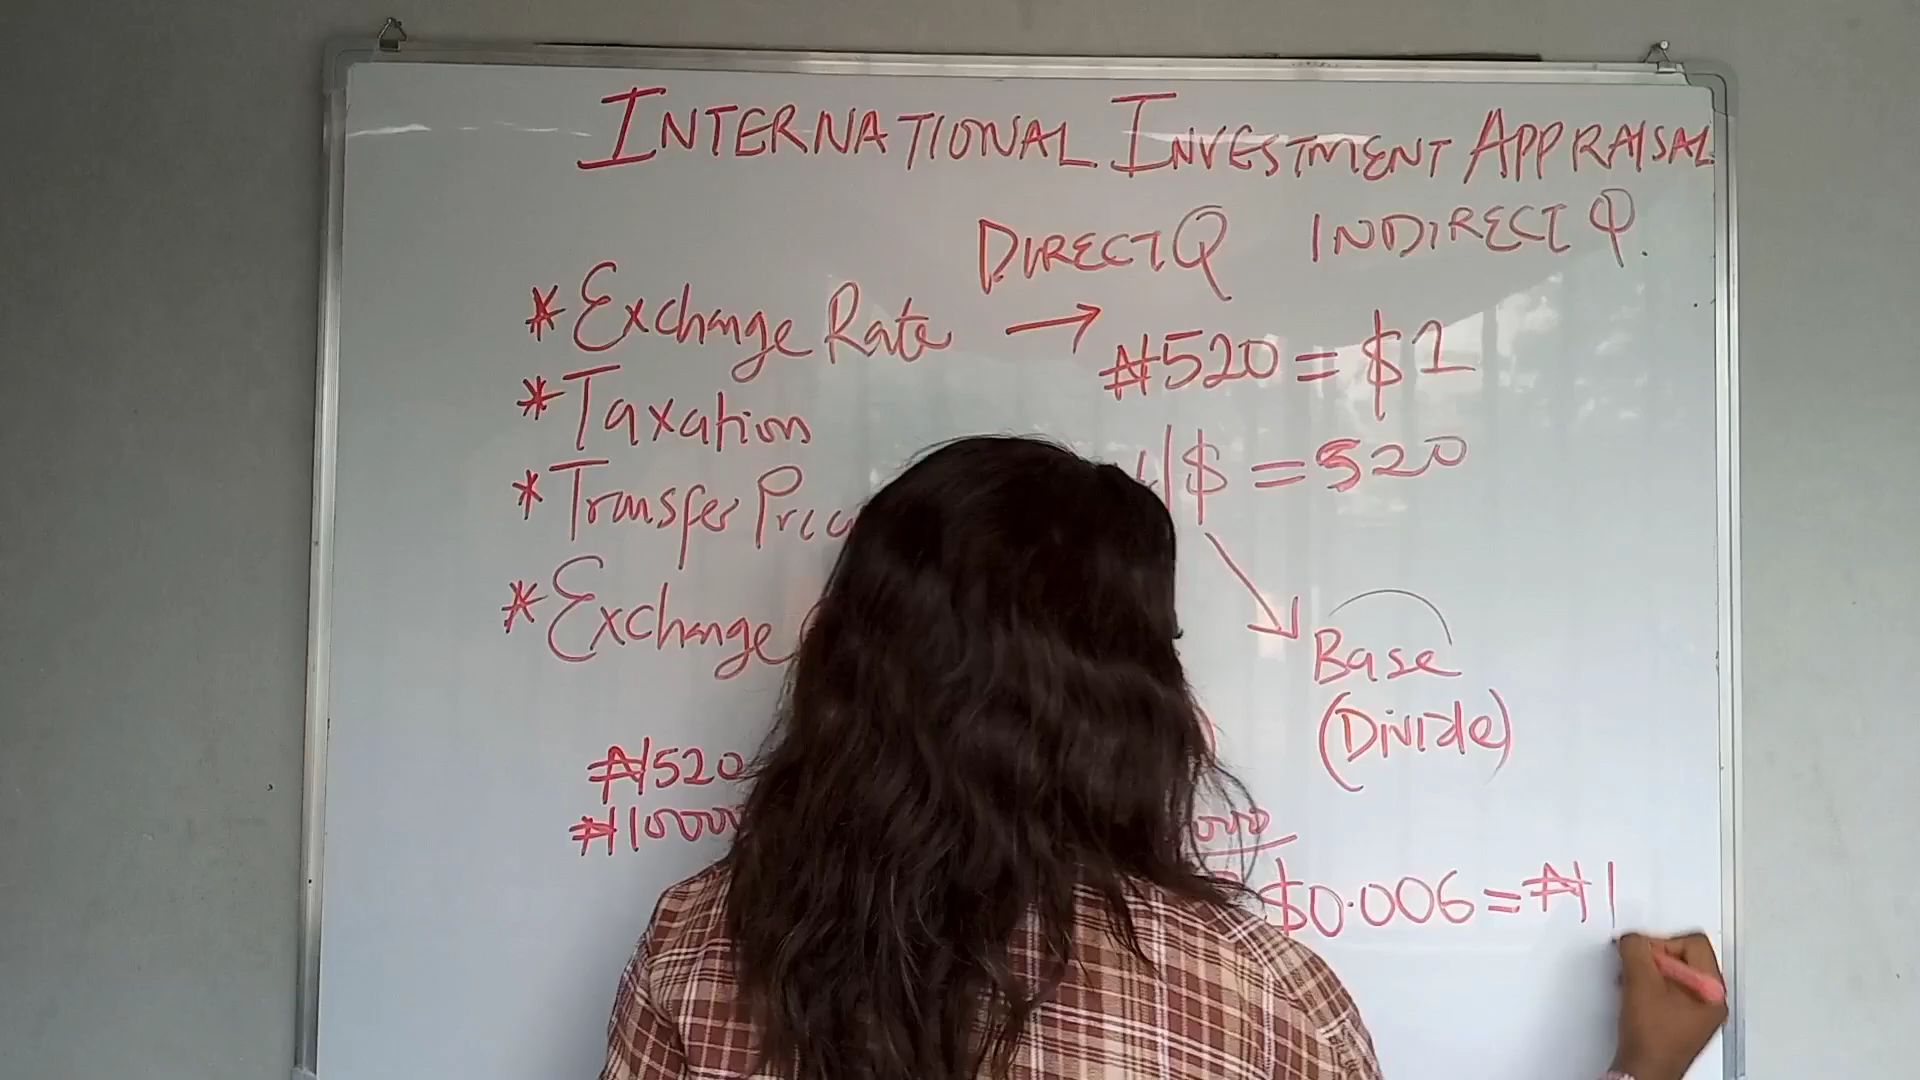 INTERNATIONAL INVESTMENT APPRAISAL
DIRECT Q INDIRECT Q.
* Exchange Rate → ₦520 = $1
* Taxation
|$ = 520
* Transfer
* Exchange
Base
(Divide)
₦520
$0.006 = ₦1